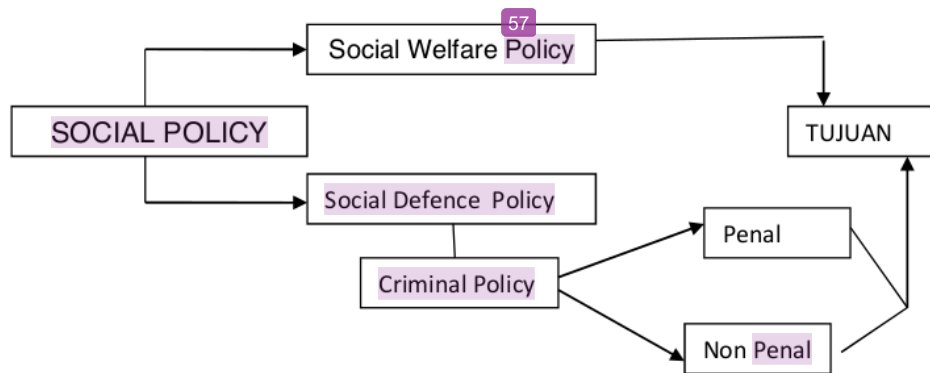 57
Social Welfare Policy
SOCIAL POLICY
TUJUAN
Social Defence Policy
Penal
Criminal Policy
Non Penal